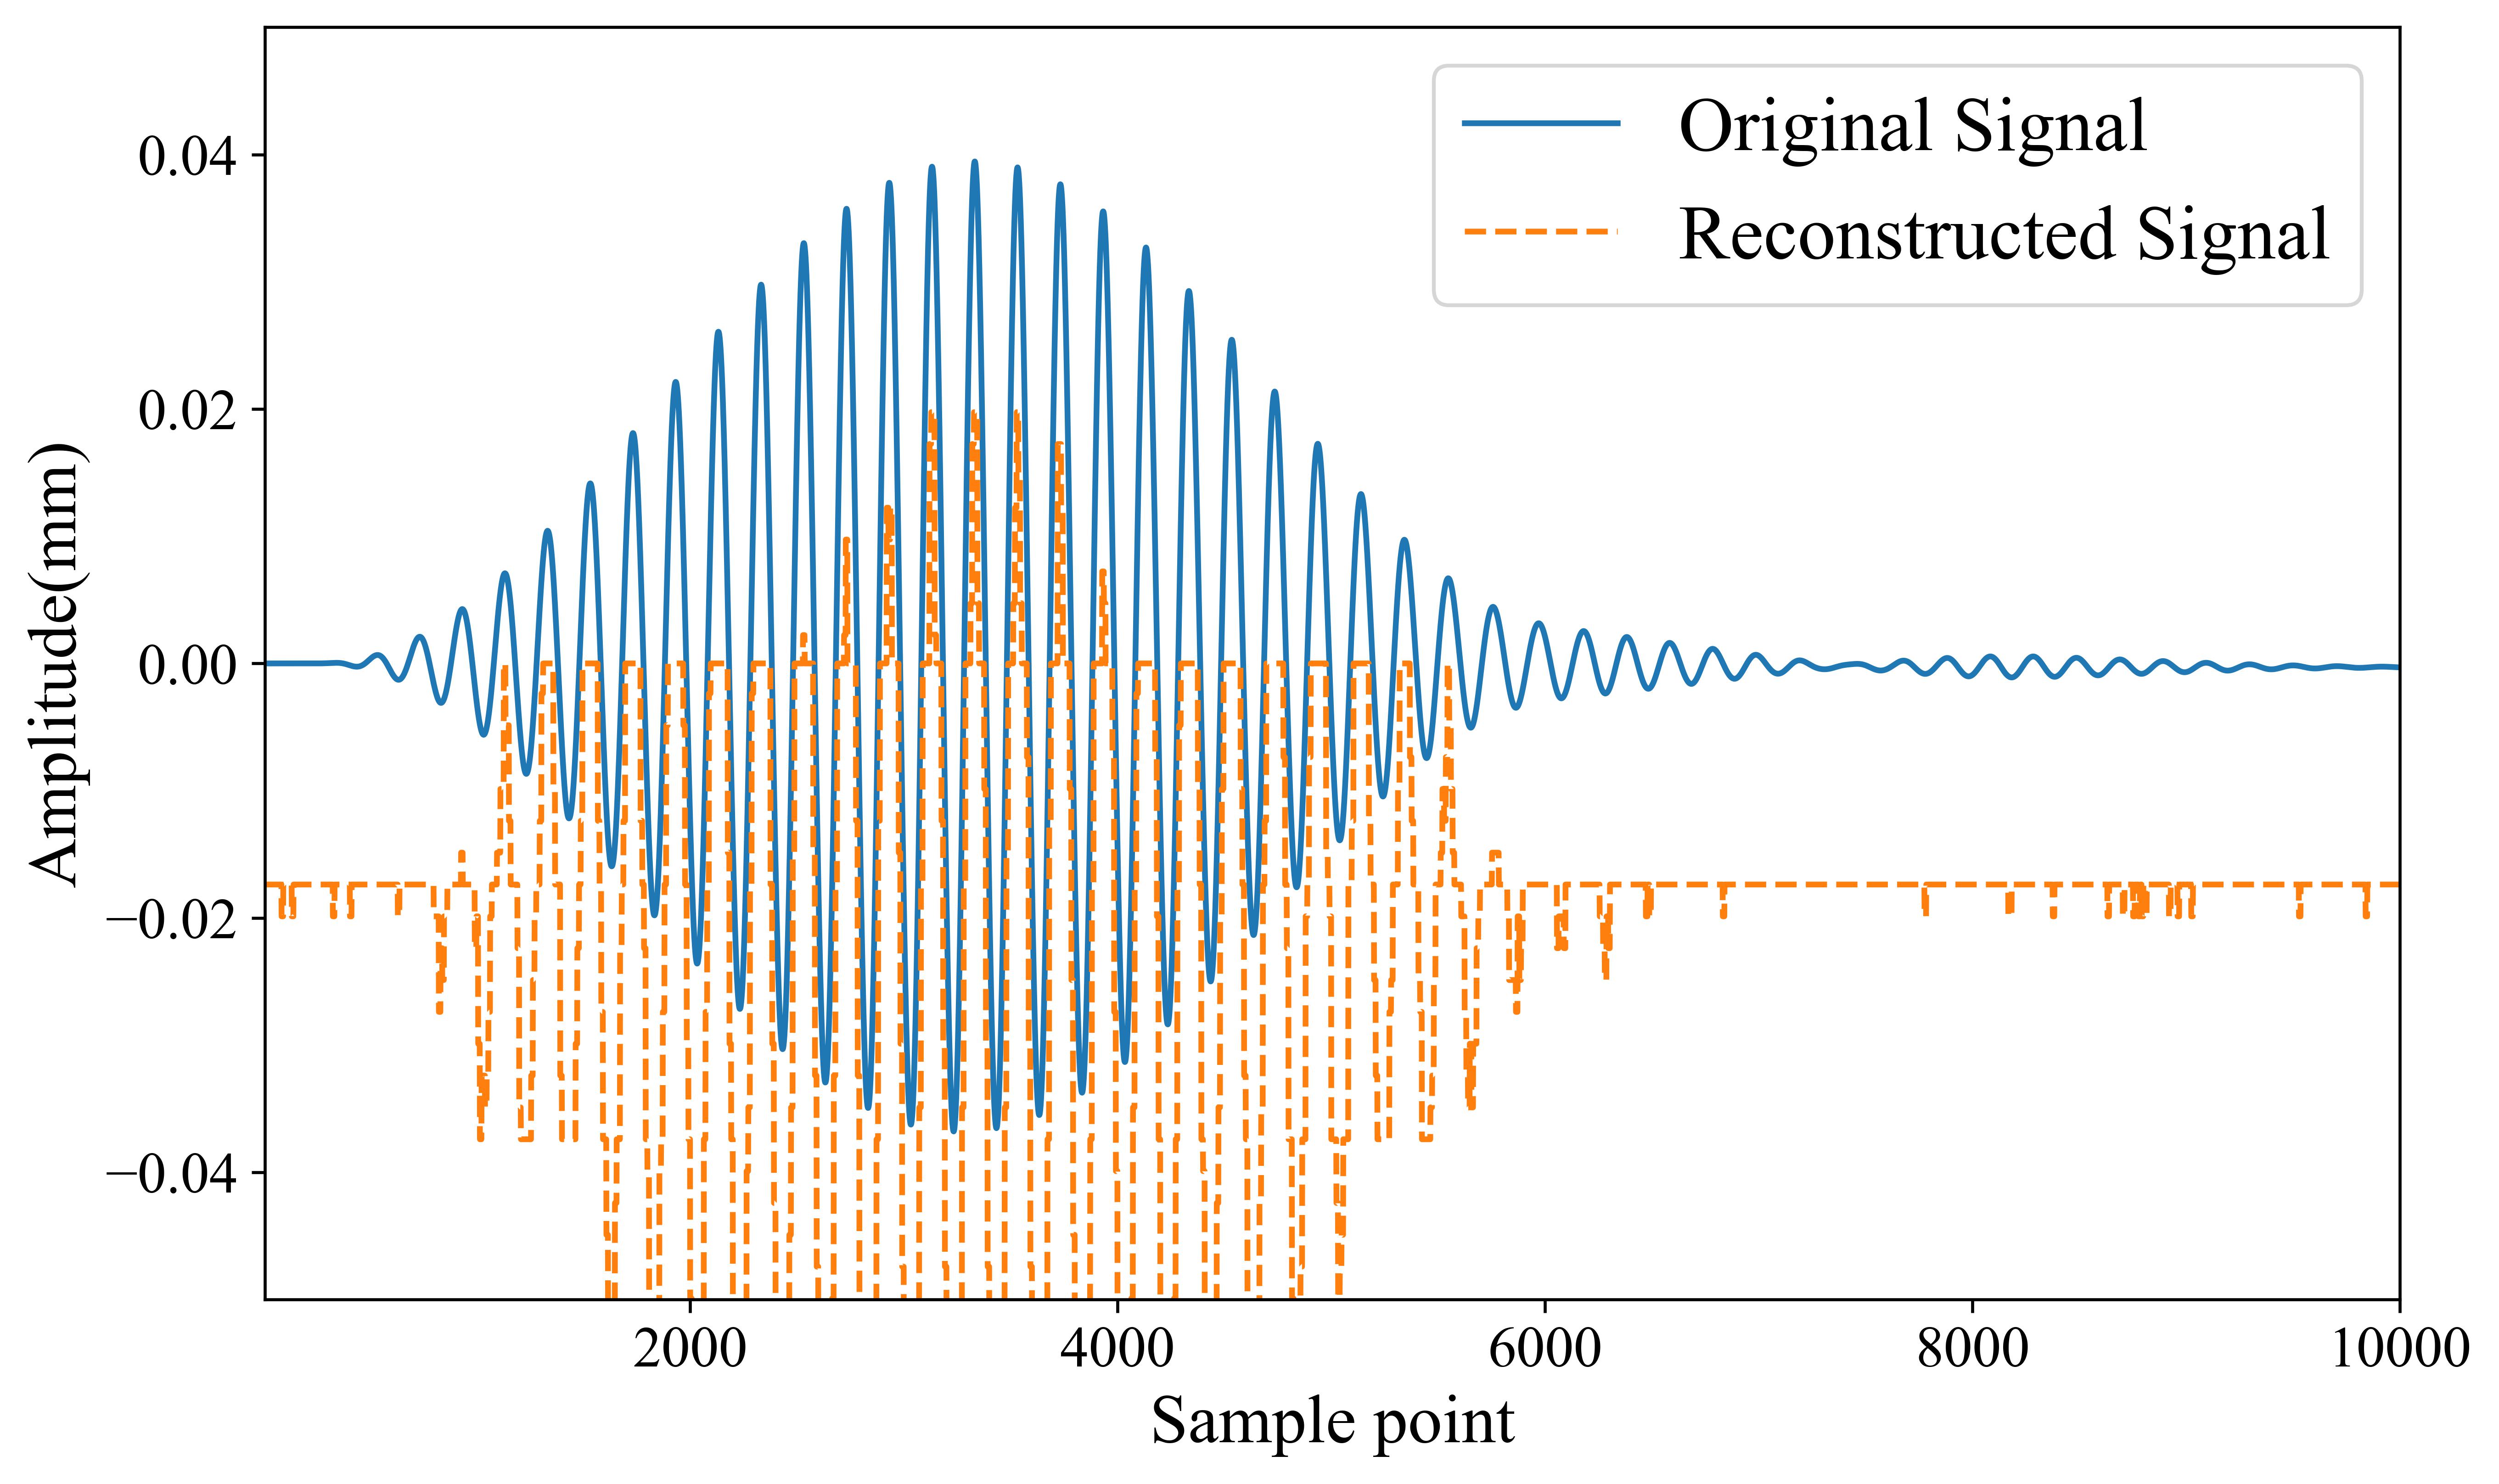 Original Signal
Reconstructed Signal
0.04
0.02
0.00
−0.02
−0.04
Amplitude(mm)
2000 4000 6000 8000 10000
Sample point